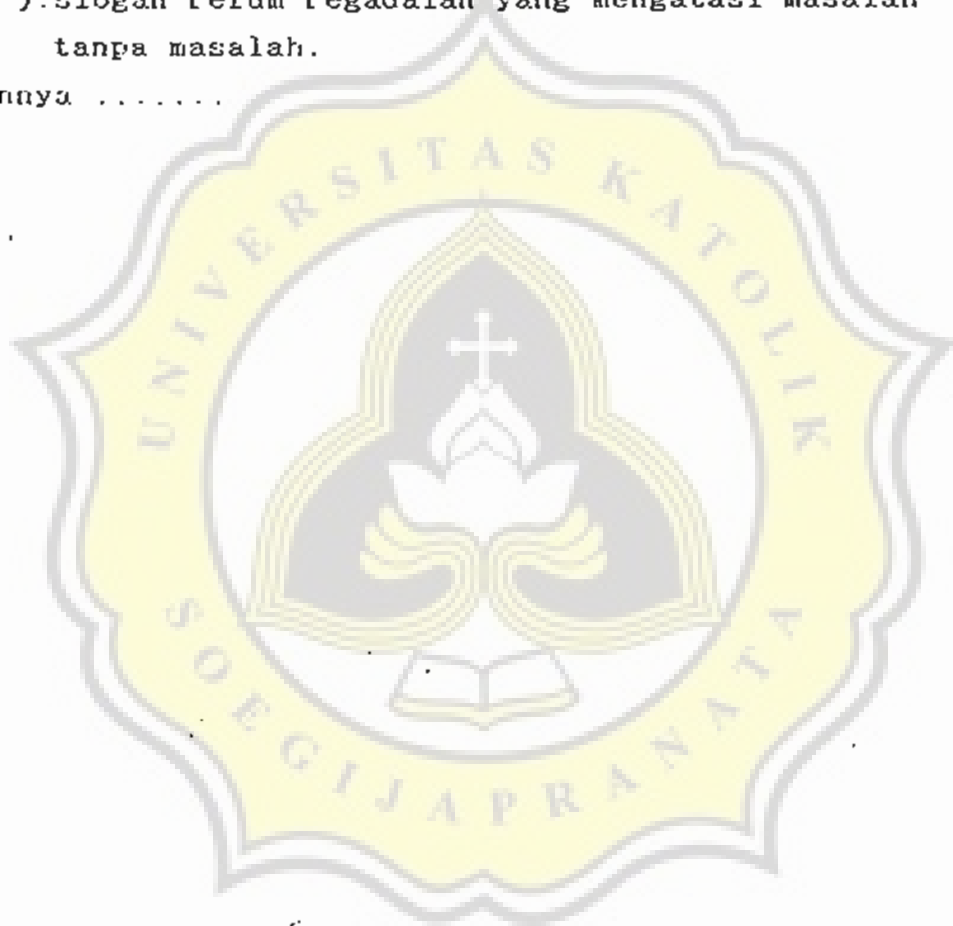 ).slogan Perum Pegadaian yang mengatasi masalah
tanpa masalah.
nnya .......
UNIVERSITAS KATOLIK
SOEGIJAPRANATA